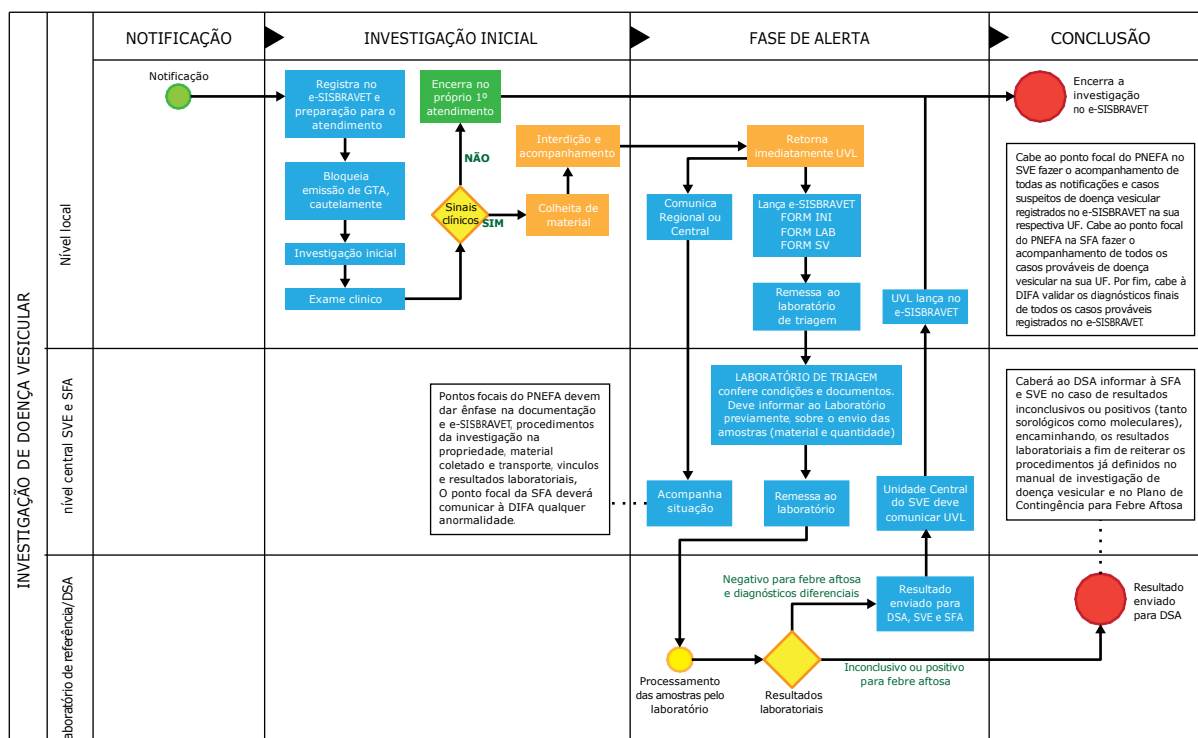 INVESTIGAÇÃO DE DOENÇA VESICULAR
NOTIFICAÇÃO
INVESTIGAÇÃO INICIAL
FASE DE ALERTA
CONCLUSÃO
Nível local
Notificação
Registra no
e-SISBRAVET e
preparação para o
atendimento
Bloqueia
emissão de GTA,
cautelamente
Investigação inicial
Exame clinico
Encerra no
próprio 1º
atendimento
NÃO
Sinais
clínicos
SIM
Interdição e
acompanhamento
Colheita de
material
Retorna
imediatamente UVL
Comunica
Regional ou
Central
Lança e-SISBRAVET
FORM INI
FORM LAB
FORM SV
Remessa ao
laboratório
de triagem
UVL lança no
e-SISBRAVET
Encerra a
investigação
no e-SISBRAVET
Cabe ao ponto focal do PNEFA no
SVE fazer o acompanhamento de
todas as notificações e casos
suspeitos de doença vesicular
registrados no e-SISBRAVET na sua
respectiva UF. Cabe ao ponto focal
do PNEFA na SFA fazer o
acompanhamento de todos os
casos prováveis de doença
vesicular na sua UF. Por fim, cabe à
DIFA validar os diagnósticos finais
de todos os casos prováveis
registrados no e-SISBRAVET.
nível central SVE e SFA
Pontos focais do PNEFA devem
dar ênfase na documentação
e e-SISBRAVET, procedimentos
da investigação na
propriedade, material
coletado e transporte, vinculos
e resultados laboratoriais,
O ponto focal da SFA deverá
comunicar à DIFA qualquer
anormalidade.
LABORATÓRIO DE TRIAGEM
confere condições e documentos.
Deve informar ao Laboratório
previamente, sobre o envio das
amostras (material e quantidade)
Acompanha
situação
Remessa ao
laboratório
Unidade Central
do SVE deve
comunicar UVL
Caberá ao DSA informar à SFA
e SVE no caso de resultados
inconclusivos ou positivos (tanto
sorológicos como moleculares),
encaminhando, os resultados
laboratoriais a fim de reiterar os
procedimentos já definidos no
manual de investigação de
doença vesicular e no Plano de
Contingência para Febre Aftosa
aboratório de referência/DSA
Negativo para febre aftosa
e diagnósticos diferenciais
Resultado
enviado para
DSA, SVE e SFA
Processamento
das amostras pelo
laboratório
Resultados
laboratoriais
Inconclusivo ou positivo
para febre aftosa
Resultado
enviado
para DSA